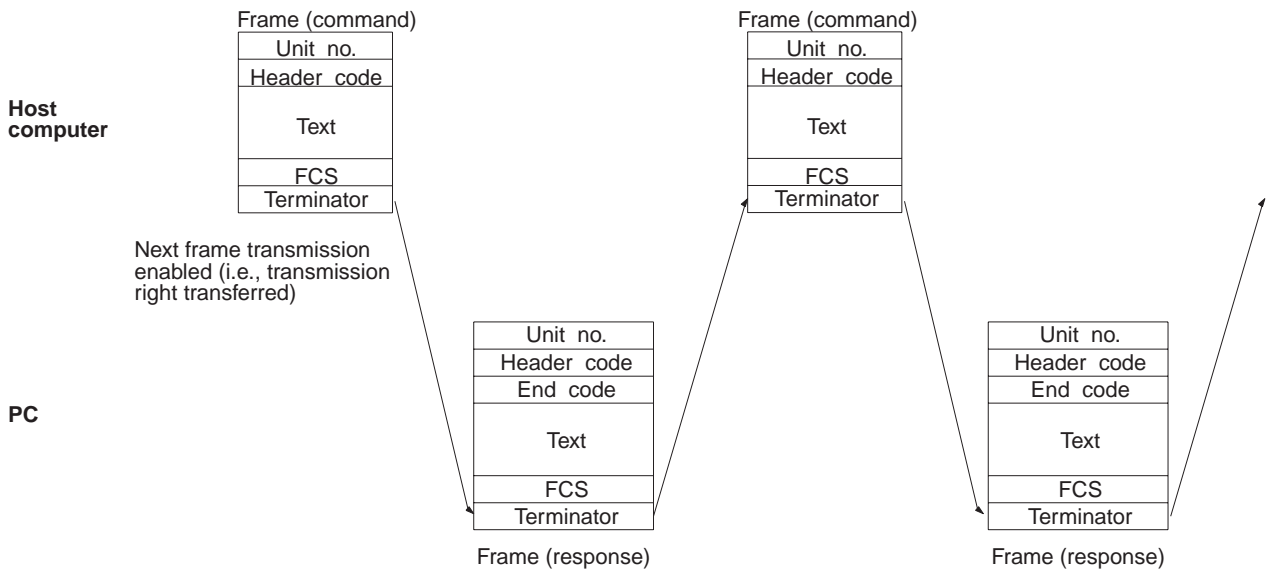 Frame (command)
Unit no.
Header code
Text
FCS
Terminator
Frame (command)
Unit no.
Header code
Text
FCS
Terminator
Host
computer
Next frame transmission
enabled (i.e., transmission
right transferred)
PC
Unit no.
Header code
End code
Text
FCS
Terminator
Frame (response)
Unit no.
Header code
End code
Text
FCS
Terminator
Frame (response)